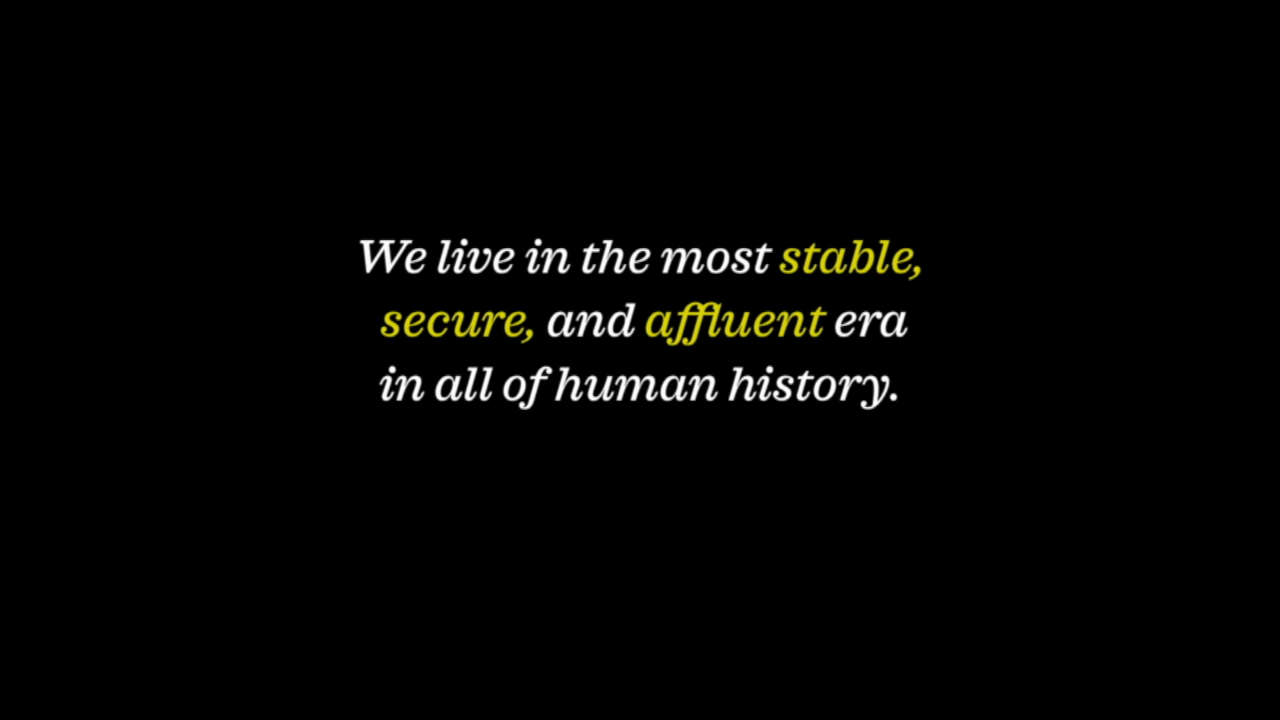 We live in the most stable,
secure, and affluent era
in all of human history.